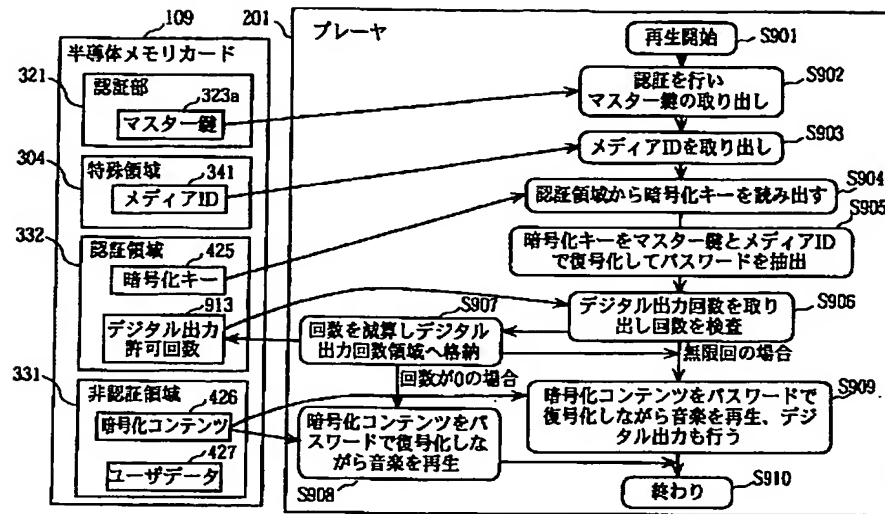 109
半導体メモリカード
321
認証部
323a
マスター鍵
304
特殊領域
341
メディアID
332
認証領域
425
暗号化キー
913
デジタル出力
許可回数
331
非認証領域
426
暗号化コンテンツ
427
ユーザデータ
201
プレーヤ
再生開始
S901
認証を行い
マスター鍵の取り出し
S902
メディアIDを取り出し
S903
認証領域から暗号化キーを読み出す
S904
暗号化キーをマスター鍵とメディアID
で復号化してパスワードを抽出
S905
デジタル出力回数を取り
出し回数を検査
S906
S907
回数を減算しデジタル
出力回数領域へ格納
無限回の場合
回数が0の場合
暗号化コンテンツをパ
スワードで復号化しな
がら音楽を再生
S908
暗号化コンテンツをパスワードで
復号化しながら音楽を再生、デジ
タル出力も行う
S909
終わり
S910